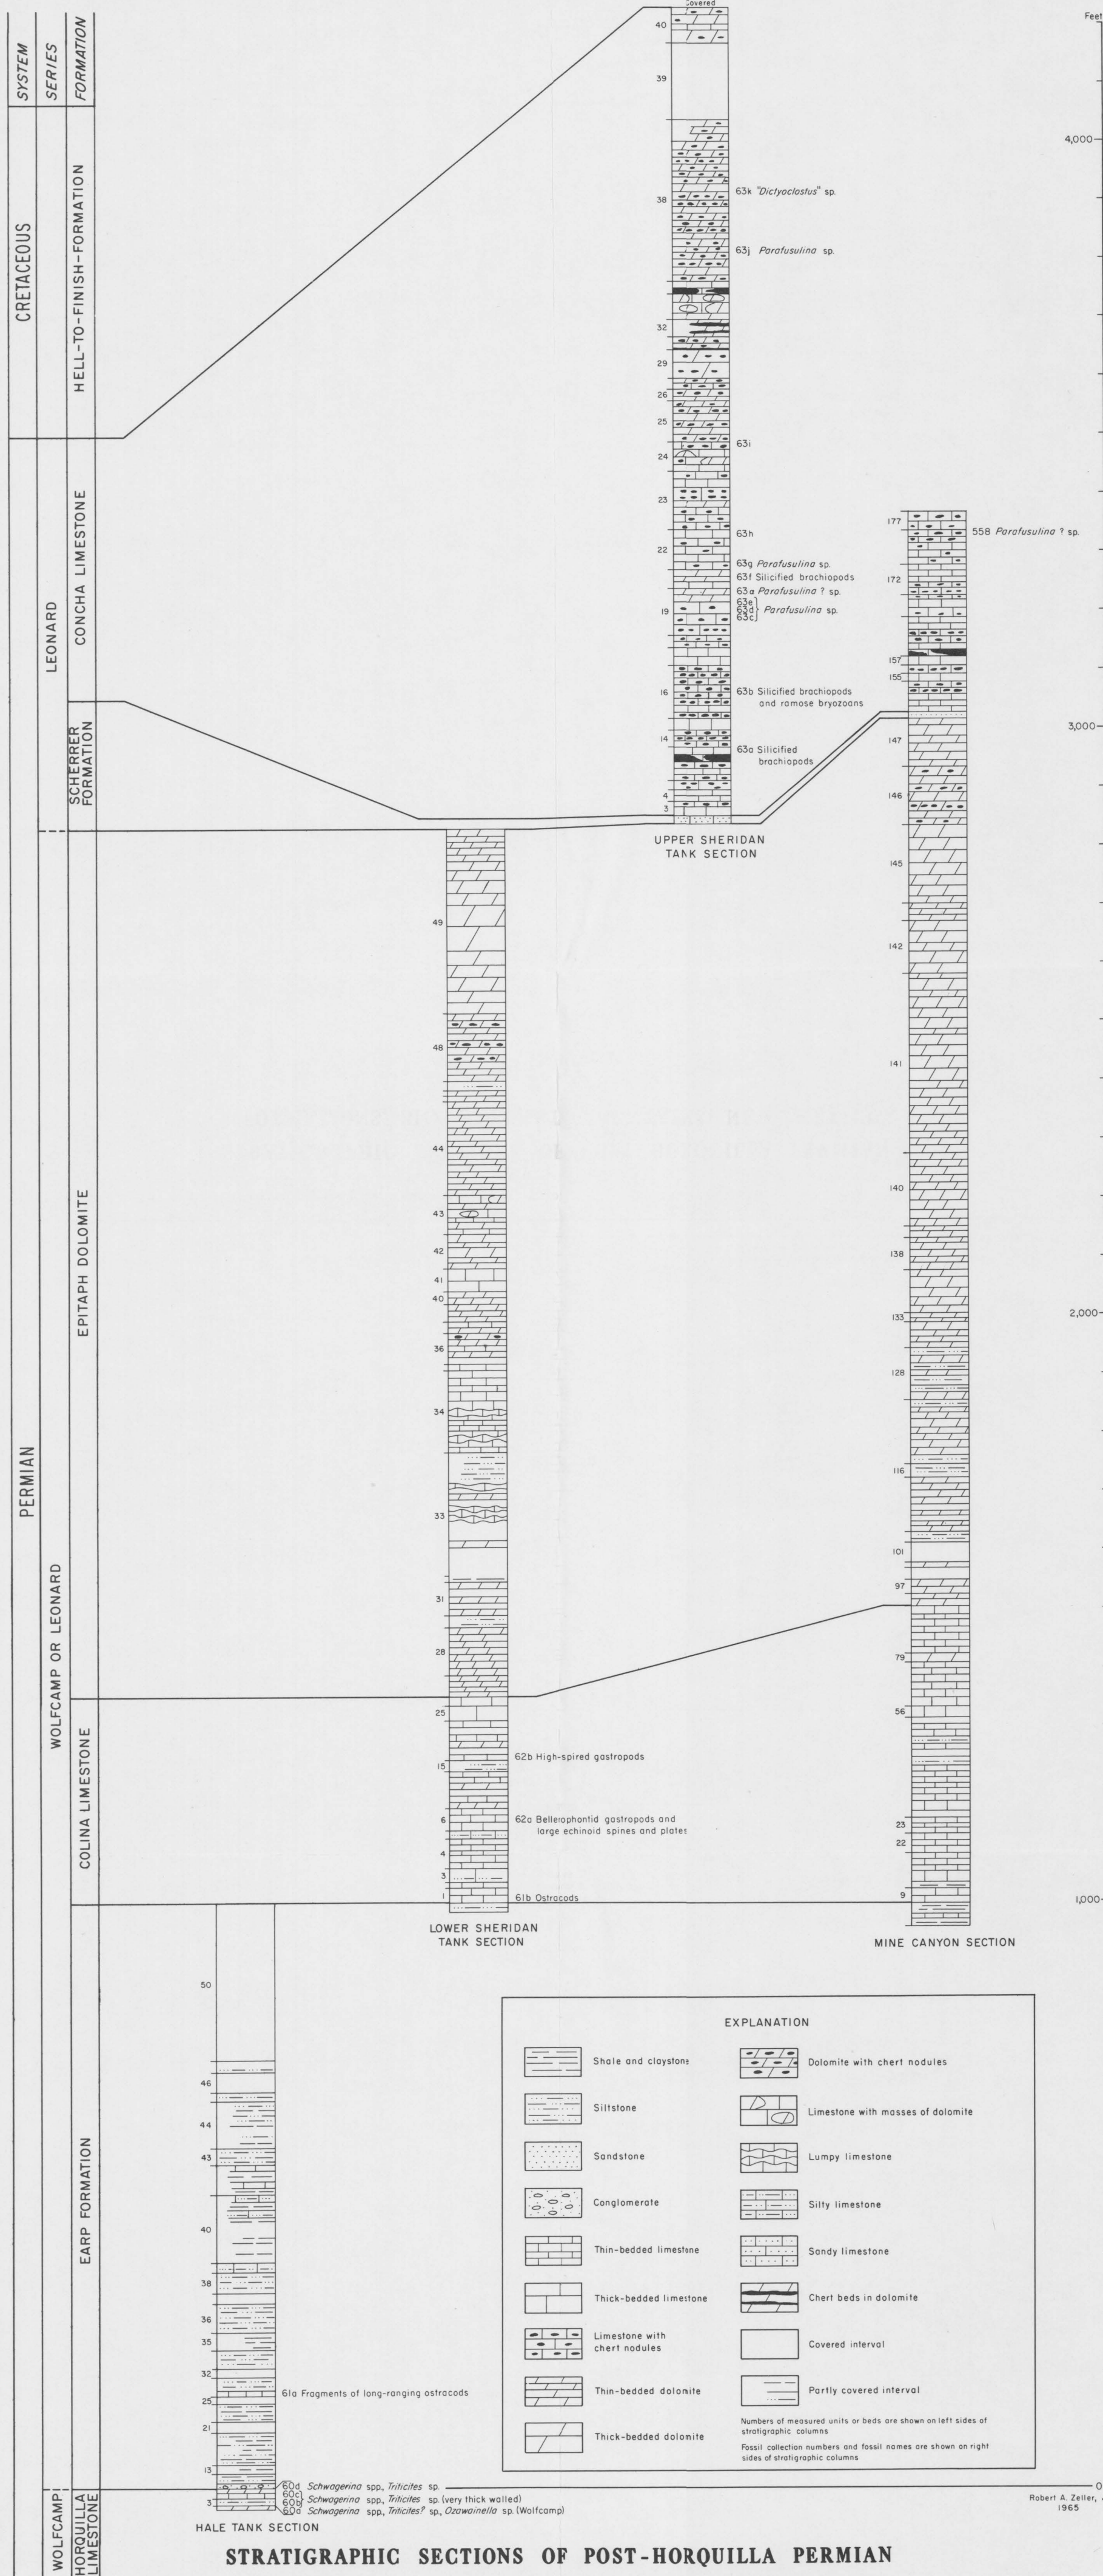 SYSTEM
SERIES
FORMATION
CRETACEOUS
HELL-TO-FINISH-FORMATION
LEONARD
CONCHA LIMESTONE
SCHERRER
FORMATION
PERMIAN
WOLFCAMP OR LEONARD
EPITAPH DOLOMITE
COLINA LIMESTONE
EARP FORMATION
WOLFCAMP
HORQUILLA
LIMESTONE
Covered
40
39
38
32
29
26
25
24
23
22
19
16
14
4
3
63k "Dictyoclostus" sp.
63j Parafusulina sp.
63i
63h
63g Parafusulina sp.
63f Silicified brachiopods
63a Parafusulina ? sp.
63e
63d Parafusulina sp.
63c
63b Silicified brachiopods
and ramose bryozoans
63a Silicified
brachiopods
UPPER SHERIDAN
TANK SECTION
177
172
157
155
147
146
145
142
141
140
138
133
128
116
101
97
79
56
23
22
9
558 Parafusulina ? sp.
MINE CANYON SECTION
Feet
4,000
3,000
2,000
1,000
0
49
48
44
43
42
41
40
36
34
33
31
28
25
15
6
4
3
1
62b High-spired gastropods
62a Bellerophontid gastropods and
large echinoid spines and plates
61b Ostracods
LOWER SHERIDAN
TANK SECTION
50
46
44
43
40
38
36
35
32
25
21
13
3
61a Fragments of long-ranging ostracods
60d Schwagerina spp., Triticites sp.
60c
60b Schwagerina spp., Triticites sp. (very thick walled)
60a Schwagerina spp., Triticites? sp., Ozawainella sp. (Wolfcamp)
HALE TANK SECTION
EXPLANATION
Shale and claystone
Siltstone
Sandstone
Conglomerate
Thin-bedded limestone
Thick-bedded limestone
Limestone with
chert nodules
Thin-bedded dolomite
Thick-bedded dolomite
Dolomite with chert nodules
Limestone with masses of dolomite
Lumpy limestone
Silty limestone
Sandy limestone
Chert beds in dolomite
Covered interval
Partly covered interval
Numbers of measured units or beds are shown on left sides of
stratigraphic columns
Fossil collection numbers and fossil names are shown on right
sides of stratigraphic columns
Robert A. Zeller,
1965
STRATIGRAPHIC SECTIONS OF POST-HORQUILLA PERMIAN